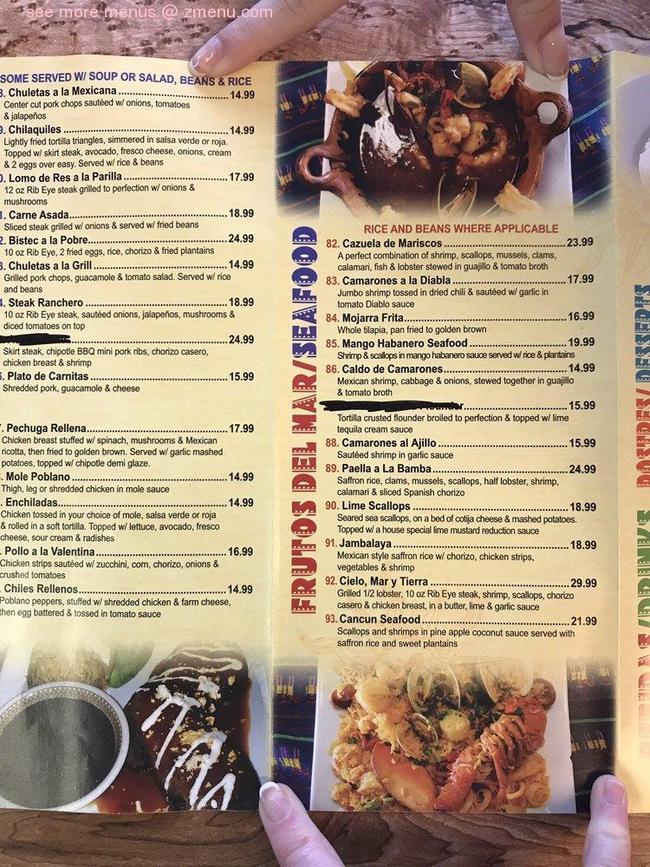 see more menus @ zmenu.com
SOME SERVED W/ SOUP OR SALAD, BEANS & RICE
8. Chuletas a la Mexicana 14.99
Center cut pork chops sautéed w/ onions, tomatoes
& jalapeños
9. Chilaquiles 14.99
Lightly fried tortilla triangles, simmered in salsa verde or roja.
Topped w/ skirt steak, avocado, fresco cheese, onions, cream
& 2 eggs over easy. Served w/ rice & beans
0. Lomo de Res a la Parilla 17.99
12 oz Rib Eye steak grilled to perfection w/ onions &
mushrooms
1. Carne Asada 18.99
Sliced steak grilled w/ onions & served w/ fried beans
2. Bistec a la Pobre 24.99
10 oz Rib Eye, 2 fried eggs, rice, chorizo & fried plantains
3. Chuletas a la Grill 14.99
Grilled pork chops, guacamole & tomato salad. Served w/ rice
and beans
4. Steak Ranchero 18.99
10 oz Rib Eye steak, sautéed onions, jalapeños, mushrooms &
diced tomatoes on top
24.99
Skirt steak, chipotle BBQ mini pork ribs, chorizo casero,
chicken breast & shrimp
6. Plato de Carnitas 15.99
Shredded pork, guacamole & cheese
7. Pechuga Rellena 17.99
Chicken breast stuffed w/ spinach, mushrooms & Mexican
ricotta, then fried to golden brown. Served w/ garlic mashed
potatoes, topped w/ chipotle demi glaze.
Mole Poblano 14.99
Thigh, leg or shredded chicken in mole sauce
Enchiladas 14.99
Chicken tossed in your choice of mole, salsa verde or roja
& rolled in a soft tortilla. Topped w/ lettuce, avocado, fresco
cheese, sour cream & radishes
Pollo a la Valentina 16.99
Chicken strips sautéed w/ zucchini, corn, chorizo, onions &
crushed tomatoes
Chiles Rellenos 14.99
Poblano peppers, stuffed w/ shredded chicken & farm cheese,
then egg battered & tossed in tomato sauce
FRUTOS DEL MAR/SEAFOOD
RICE AND BEANS WHERE APPLICABLE
82. Cazuela de Mariscos 23.99
A perfect combination of shrimp, scallops, mussels, clams,
calamari, fish & lobster stewed in guajillo & tomato broth
83. Camarones a la Diabla 17.99
Jumbo shrimp tossed in dried chili & sautéed w/ garlic in
tomato Diablo sauce
84. Mojarra Frita 16.99
Whole tilapia, pan fried to golden brown
85. Mango Habanero Seafood 19.99
Shrimp & scallops in mango habanero sauce served w/ rice & plantains
86. Caldo de Camarones 14.99
Mexican shrimp, cabbage & onions, stewed together in guajillo
& tomato broth
15.99
Tortilla crusted flounder broiled to perfection & topped w/ lime
tequila cream sauce
88. Camarones al Ajillo 15.99
Sautéed shrimp in garlic sauce
89. Paella a La Bamba 24.99
Saffron rice, clams, mussels, scallops, half lobster, shrimp,
calamari & sliced Spanish chorizo
90. Lime Scallops 18.99
Seared sea scallops, on a bed of cotija cheese & mashed potatoes.
Topped w/ a house special lime mustard reduction sauce
91. Jambalaya 18.99
Mexican style saffron rice w/ chorizo, chicken strips,
vegetables & shrimp
92. Cielo, Mar y Tierra 29.99
Grilled 1/2 lobster, 10 oz Rib Eye steak, shrimp, scallops, chorizo
casero & chicken breast, in a butter, lime & garlic sauce
93. Cancun Seafood 21.99
Scallops and shrimps in pine apple coconut sauce served with
saffron rice and sweet plantains